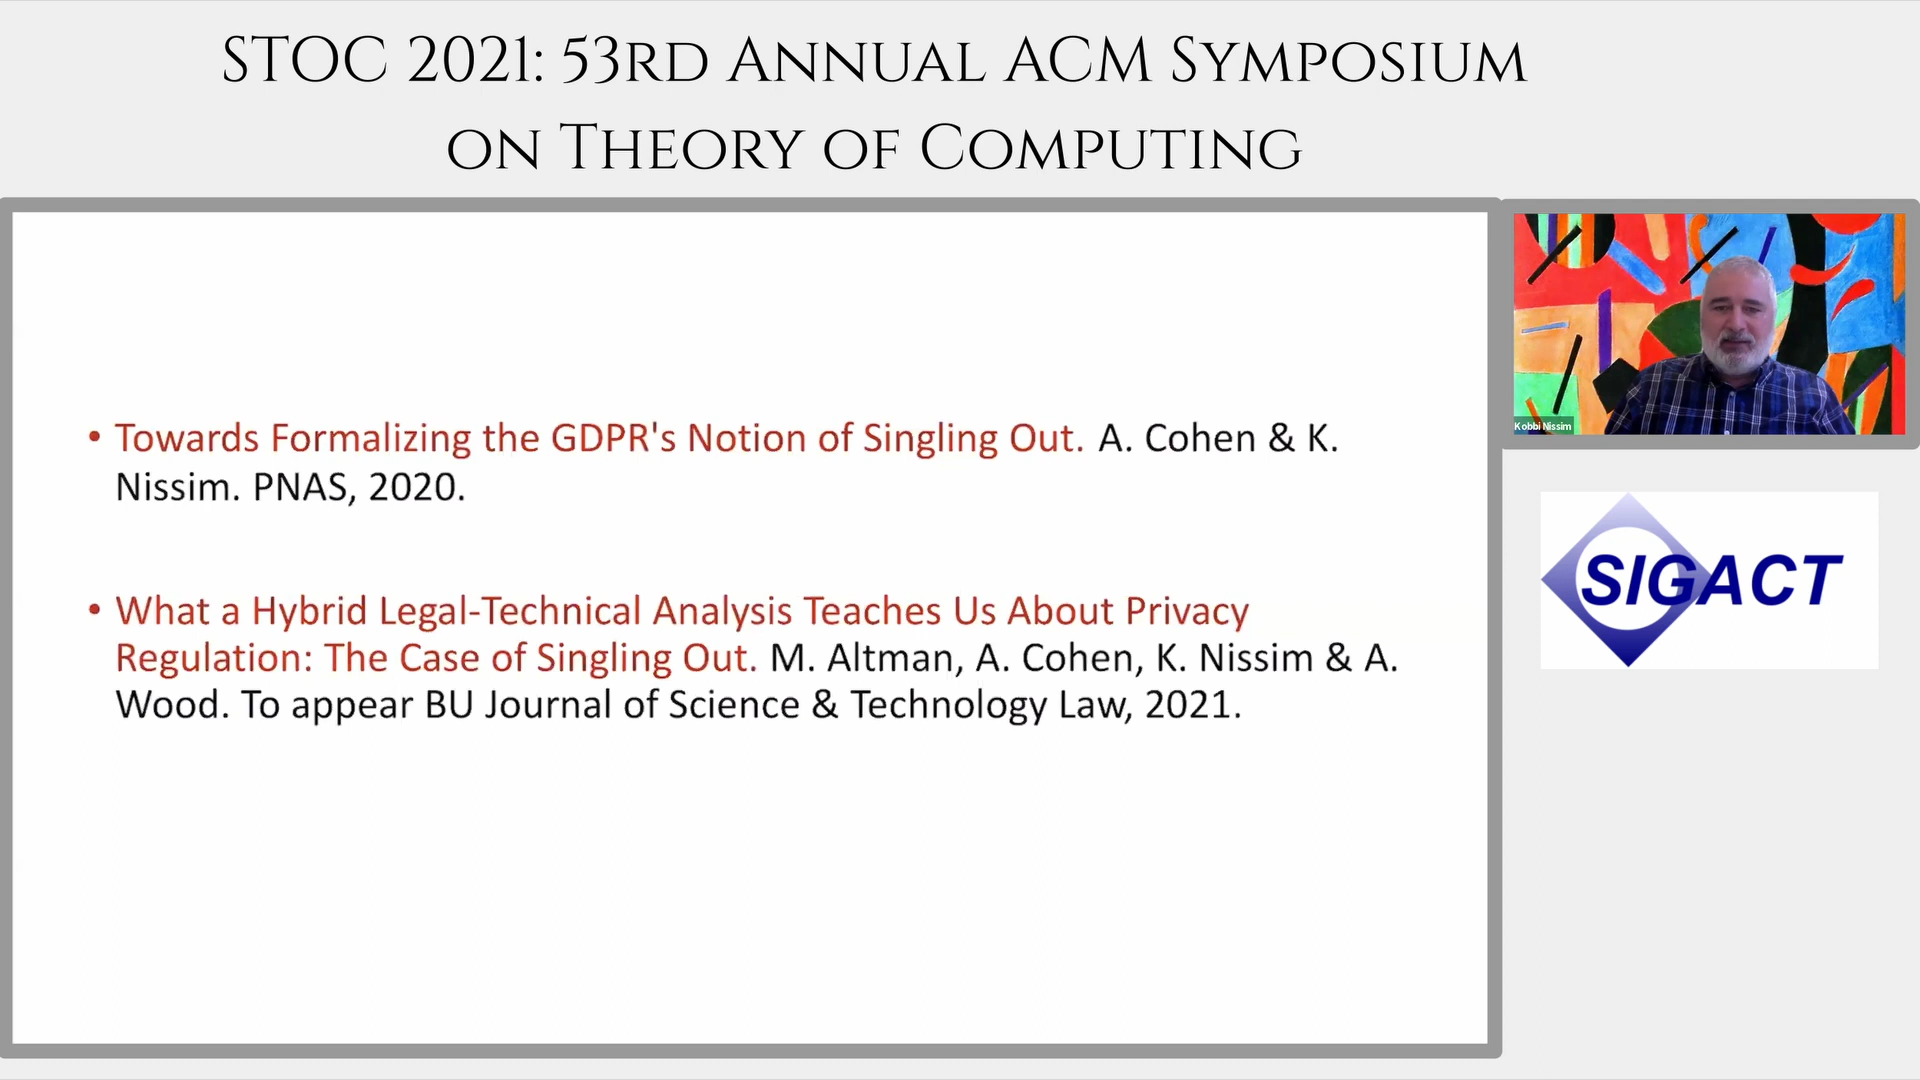 STOC 2021: 53RD ANNUAL ACM SYMPOSIUM
ON THEORY OF COMPUTING
• Towards Formalizing the GDPR's Notion of Singling Out. A. Cohen & K.
Nissim. PNAS, 2020.
• What a Hybrid Legal-Technical Analysis Teaches Us About Privacy
Regulation: The Case of Singling Out. M. Altman, A. Cohen, K. Nissim & A.
Wood. To appear BU Journal of Science & Technology Law, 2021.
Kobbi Nissim
SIGACT